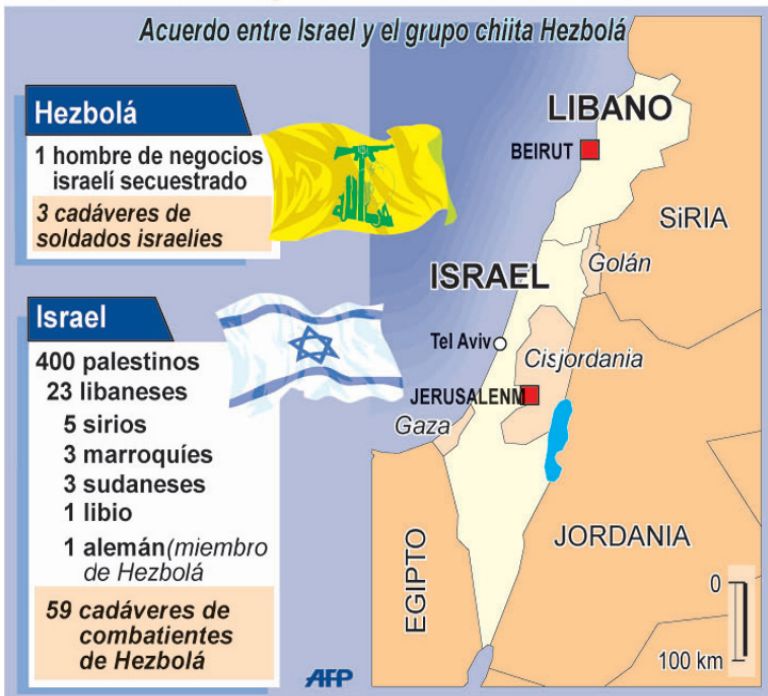 Acuerdo entre Israel y el grupo chiita Hezbolá
Hezbolá
1 hombre de negocios
israelí secuestrado
3 cadáveres de
soldados israelíes
Israel
400 palestinos
23 libaneses
5 sirios
3 marroquíes
3 sudaneses
1 libio
1 alemán(miembro
de Hezbolá
59 cadáveres de
combatientes
de Hezbolá
AFP
LIBANO
BEIRUT
SiRIA
Golán
ISRAEL
Tel Aviv
Cisjordania
JERUSALENM
Gaza
JORDANIA
EGIPTO
0
100 km